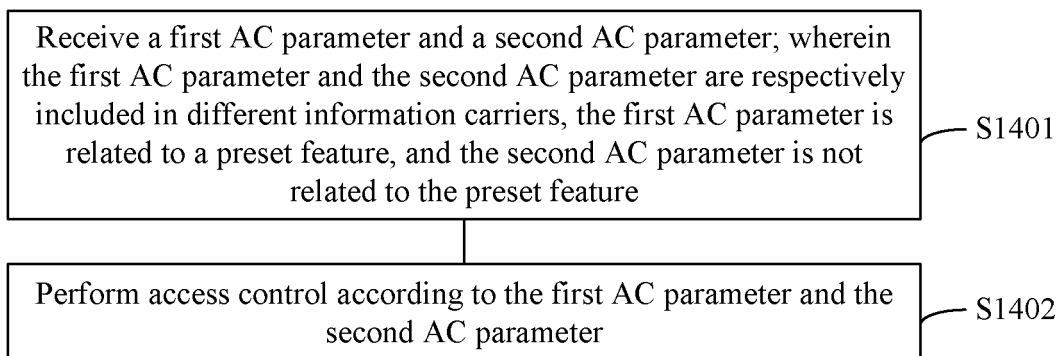 Receive a first AC parameter and a second AC parameter; wherein
the first AC parameter and the second AC parameter are respectively
included in different information carriers, the first AC parameter is
related to a preset feature, and the second AC parameter is not
related to the preset feature
S1401
Perform access control according to the first AC parameter and the
second AC parameter
S1402